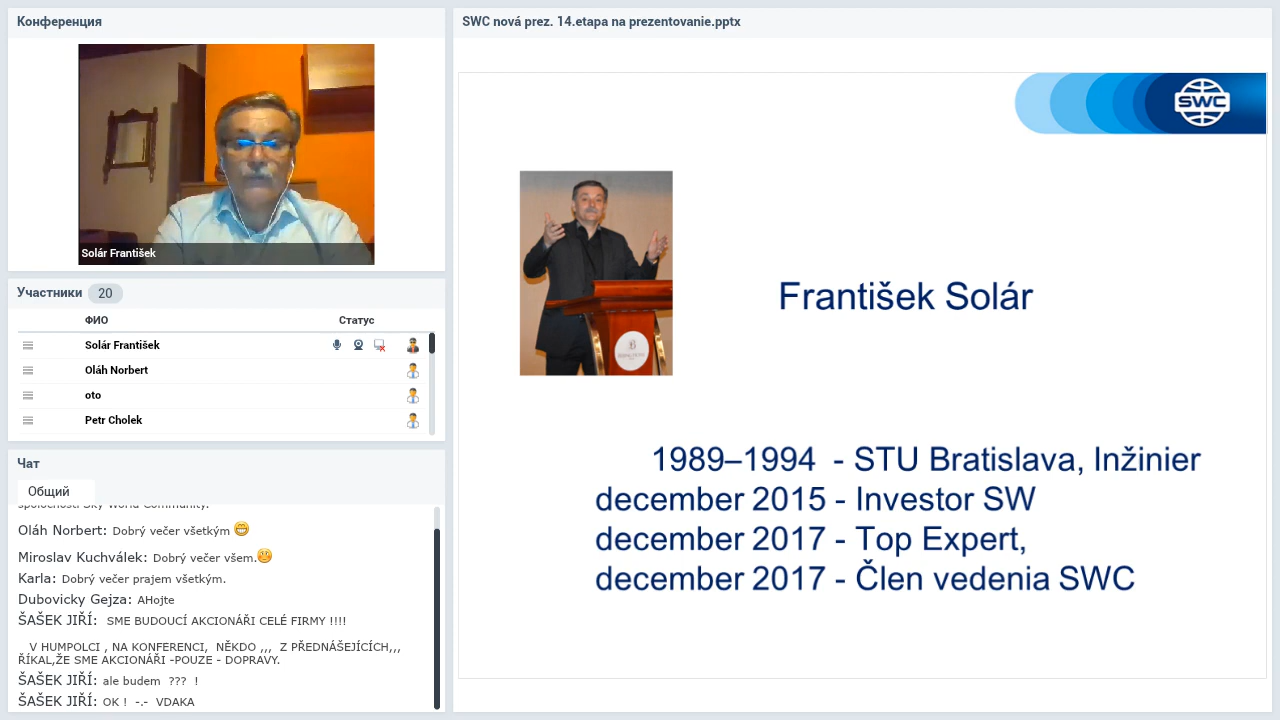 Конференция
Solár František
Участники 20
ФИО Статус
Solár František
Oláh Norbert
oto
Petr Cholek
Чат
Общий
spoločnosti Sky World Community.
Oláh Norbert: Dobrý večer všetkým
Miroslav Kuchválek: Dobrý večer všem.
Karla: Dobrý večer prajem všetkým.
Dubovicky Gejza: AHojte
ŠAŠEK JIŘÍ: SME BUDOUCÍ AKCIONÁŘI CELÉ FIRMY !!!!
V HUMPOLCI , NA KONFERENCI, NĚKDO ,,, Z PŘEDNÁŠEJÍCÍCH,,,
ŘÍKAL,ŽE SME AKCIONÁŘI -POUZE - DOPRAVY.
ŠAŠEK JIŘÍ: ale budem ??? !
ŠAŠEK JIŘÍ: OK ! -.- VDAKA
SWC nová prez. 14.etapa na prezentovanie.pptx
SWC
František Solár
1989–1994 - STU Bratislava, Inžinier
december 2015 - Investor SW
december 2017 - Top Expert,
december 2017 - Člen vedenia SWC